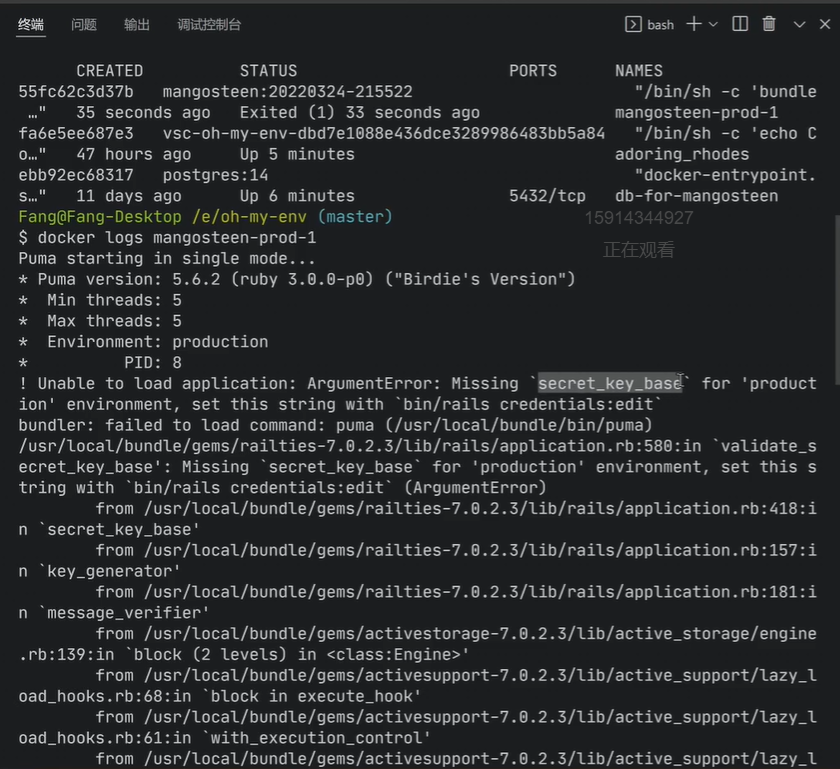 终端 问题 输出 调试控制台 bash
CREATED STATUS PORTS NAMES
55fc62c3d37b mangosteen:20220324-215522 "/bin/sh -c 'bundle
…" 35 seconds ago Exited (1) 33 seconds ago mangosteen-prod-1
fa6e5ee687e3 vsc-oh-my-env-dbd7e1088e436dce3289986483bb5a84 "/bin/sh -c 'echo C
o…" 47 hours ago Up 5 minutes adoring_rhodes
ebb92ec68317 postgres:14 "docker-entrypoint.
s…" 11 days ago Up 6 minutes 5432/tcp db-for-mangosteen
Fang@Fang-Desktop /e/oh-my-env (master)
15914344927
$ docker logs mangosteen-prod-1
正在观看
Puma starting in single mode...
* Puma version: 5.6.2 (ruby 3.0.0-p0) ("Birdie's Version")
* Min threads: 5
* Max threads: 5
* Environment: production
* PID: 8
! Unable to load application: ArgumentError: Missing `secret_key_base` for 'product
ion' environment, set this string with `bin/rails credentials:edit`
bundler: failed to load command: puma (/usr/local/bundle/bin/puma)
/usr/local/bundle/gems/railties-7.0.2.3/lib/rails/application.rb:580:in `validate_s
ecret_key_base': Missing `secret_key_base` for 'production' environment, set this s
tring with `bin/rails credentials:edit` (ArgumentError)
from /usr/local/bundle/gems/railties-7.0.2.3/lib/rails/application.rb:418:i
n `secret_key_base'
from /usr/local/bundle/gems/railties-7.0.2.3/lib/rails/application.rb:157:i
n `key_generator'
from /usr/local/bundle/gems/railties-7.0.2.3/lib/rails/application.rb:181:i
n `message_verifier'
from /usr/local/bundle/gems/activestorage-7.0.2.3/lib/active_storage/engine
.rb:139:in `block (2 levels) in <class:Engine>'
from /usr/local/bundle/gems/activesupport-7.0.2.3/lib/active_support/lazy_l
oad_hooks.rb:68:in `block in execute_hook'
from /usr/local/bundle/gems/activesupport-7.0.2.3/lib/active_support/lazy_l
oad_hooks.rb:61:in `with_execution_control'
from /usr/local/bundle/gems/activesupport-7.0.2.3/lib/active_support/lazy_l